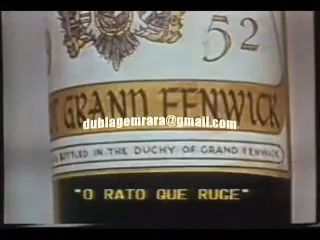 52
GRAND FENWICK
dublagemrara@gmail.com
BOTTLED IN THE DUCHY OF GRAND FENWICK
"O RATO QUE RUGE"